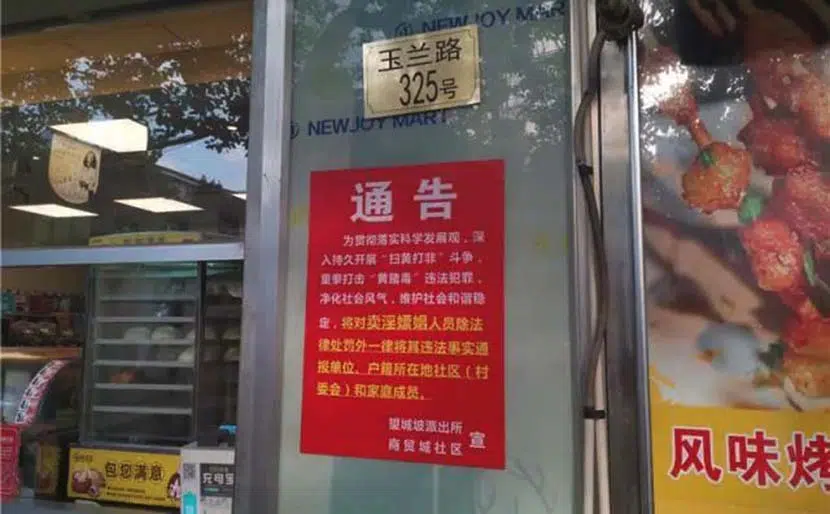 NEWJOY MART
玉兰路
325号
NEWJOY MART
通告
为贯彻落实科学发展观，深
入持久开展“扫黄打非”斗争，
重拳打击“黄赌毒”违法犯罪，
净化社会风气，维护社会和谐稳
定，将对卖淫嫖娼人员除法
律处罚外一律将其违法事实通
报单位、户籍所在地社区（村
委会）和家庭成员。
望城坡派出所
商贸城社区
宣
包您满意
充电宝
风味烤